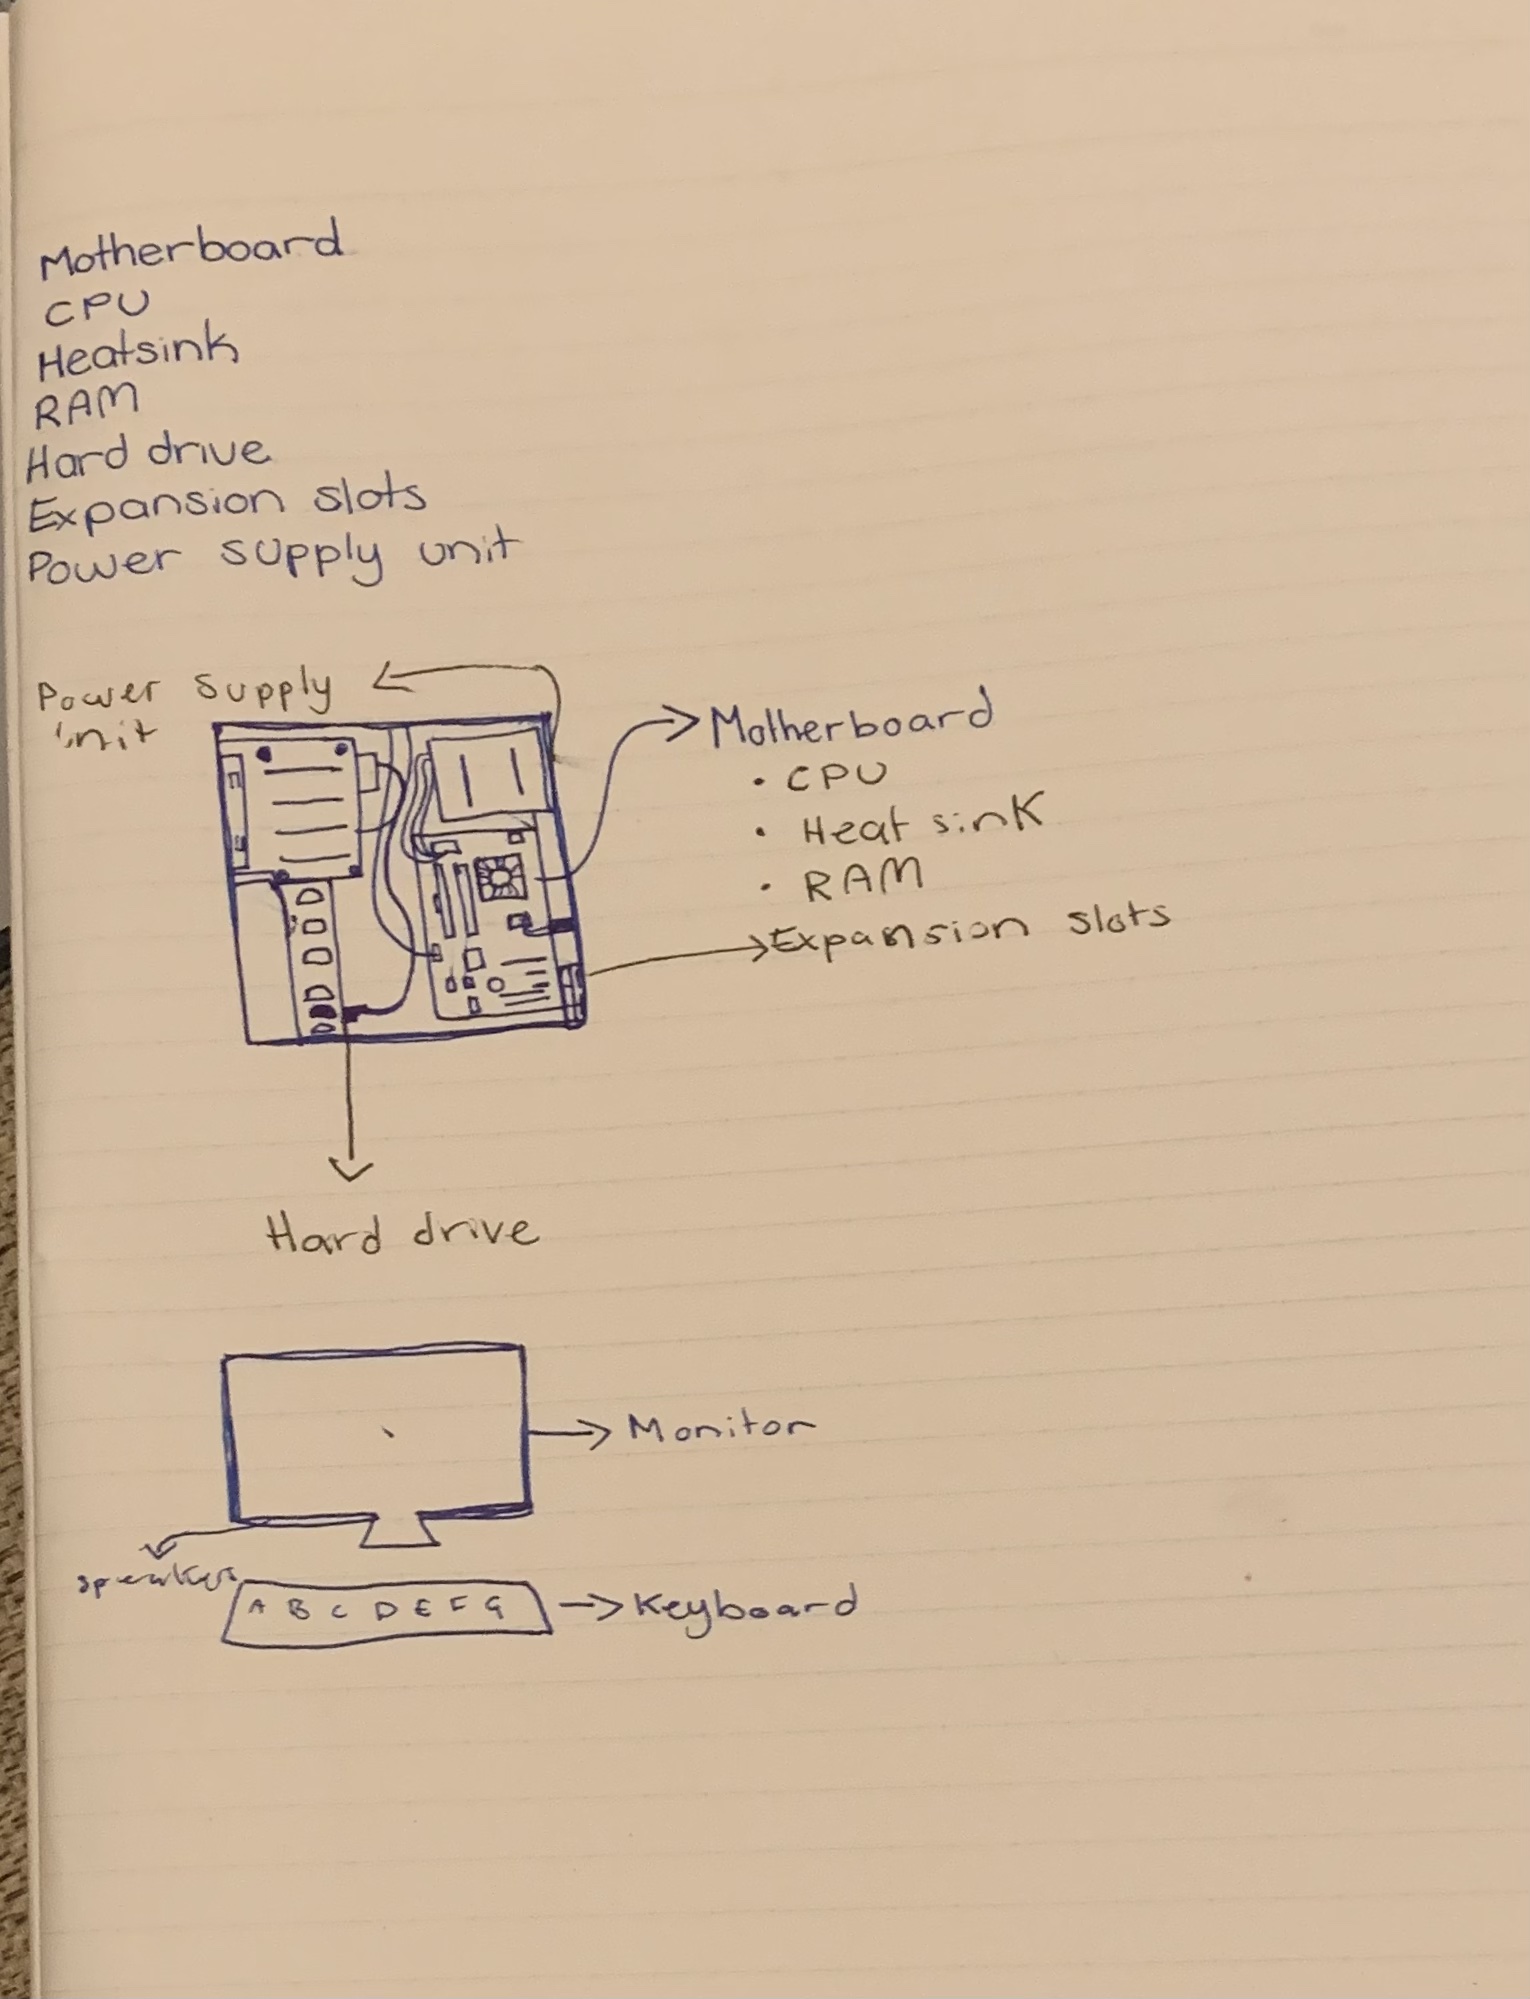 Motherboard
CPU
Heatsink
RAM
Hard drive
Expansion slots
Power supply unit
Power supply
unit
Motherboard
• CPU
• Heat sink
• RAM
Expansion slots
Hard drive
Monitor
speaker
A B C D E F G
Keyboard